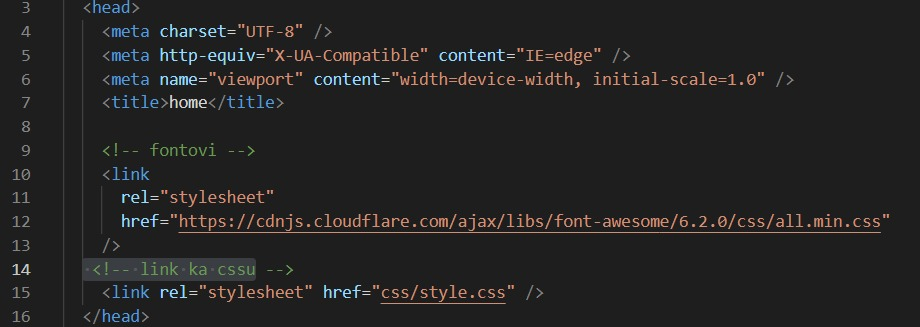 3 <head>
4 <meta charset="UTF-8" />
5 <meta http-equiv="X-UA-Compatible" content="IE=edge" />
6 <meta name="viewport" content="width=device-width, initial-scale=1.0" />
7 <title>home</title>
8
9 <!-- fontovi -->
10 <link
11 rel="stylesheet"
12 href="https://cdnjs.cloudflare.com/ajax/libs/font-awesome/6.2.0/css/all.min.css"
13 />
14 <!-- link ka cssu -->
15 <link rel="stylesheet" href="css/style.css" />
16 </head>